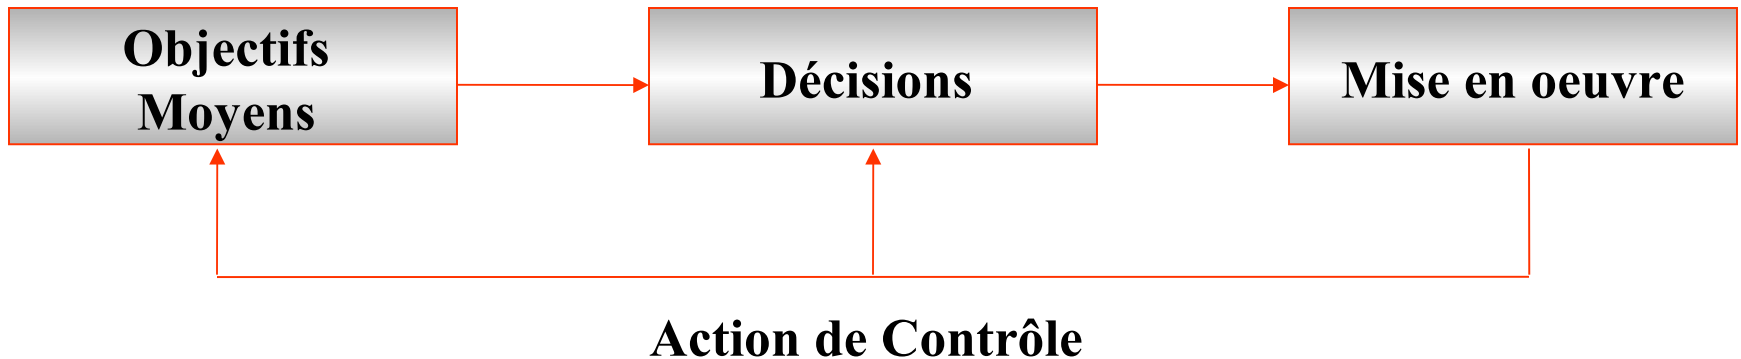 Objectifs
Moyens
Décisions
Mise en oeuvre
Action de Contrôle